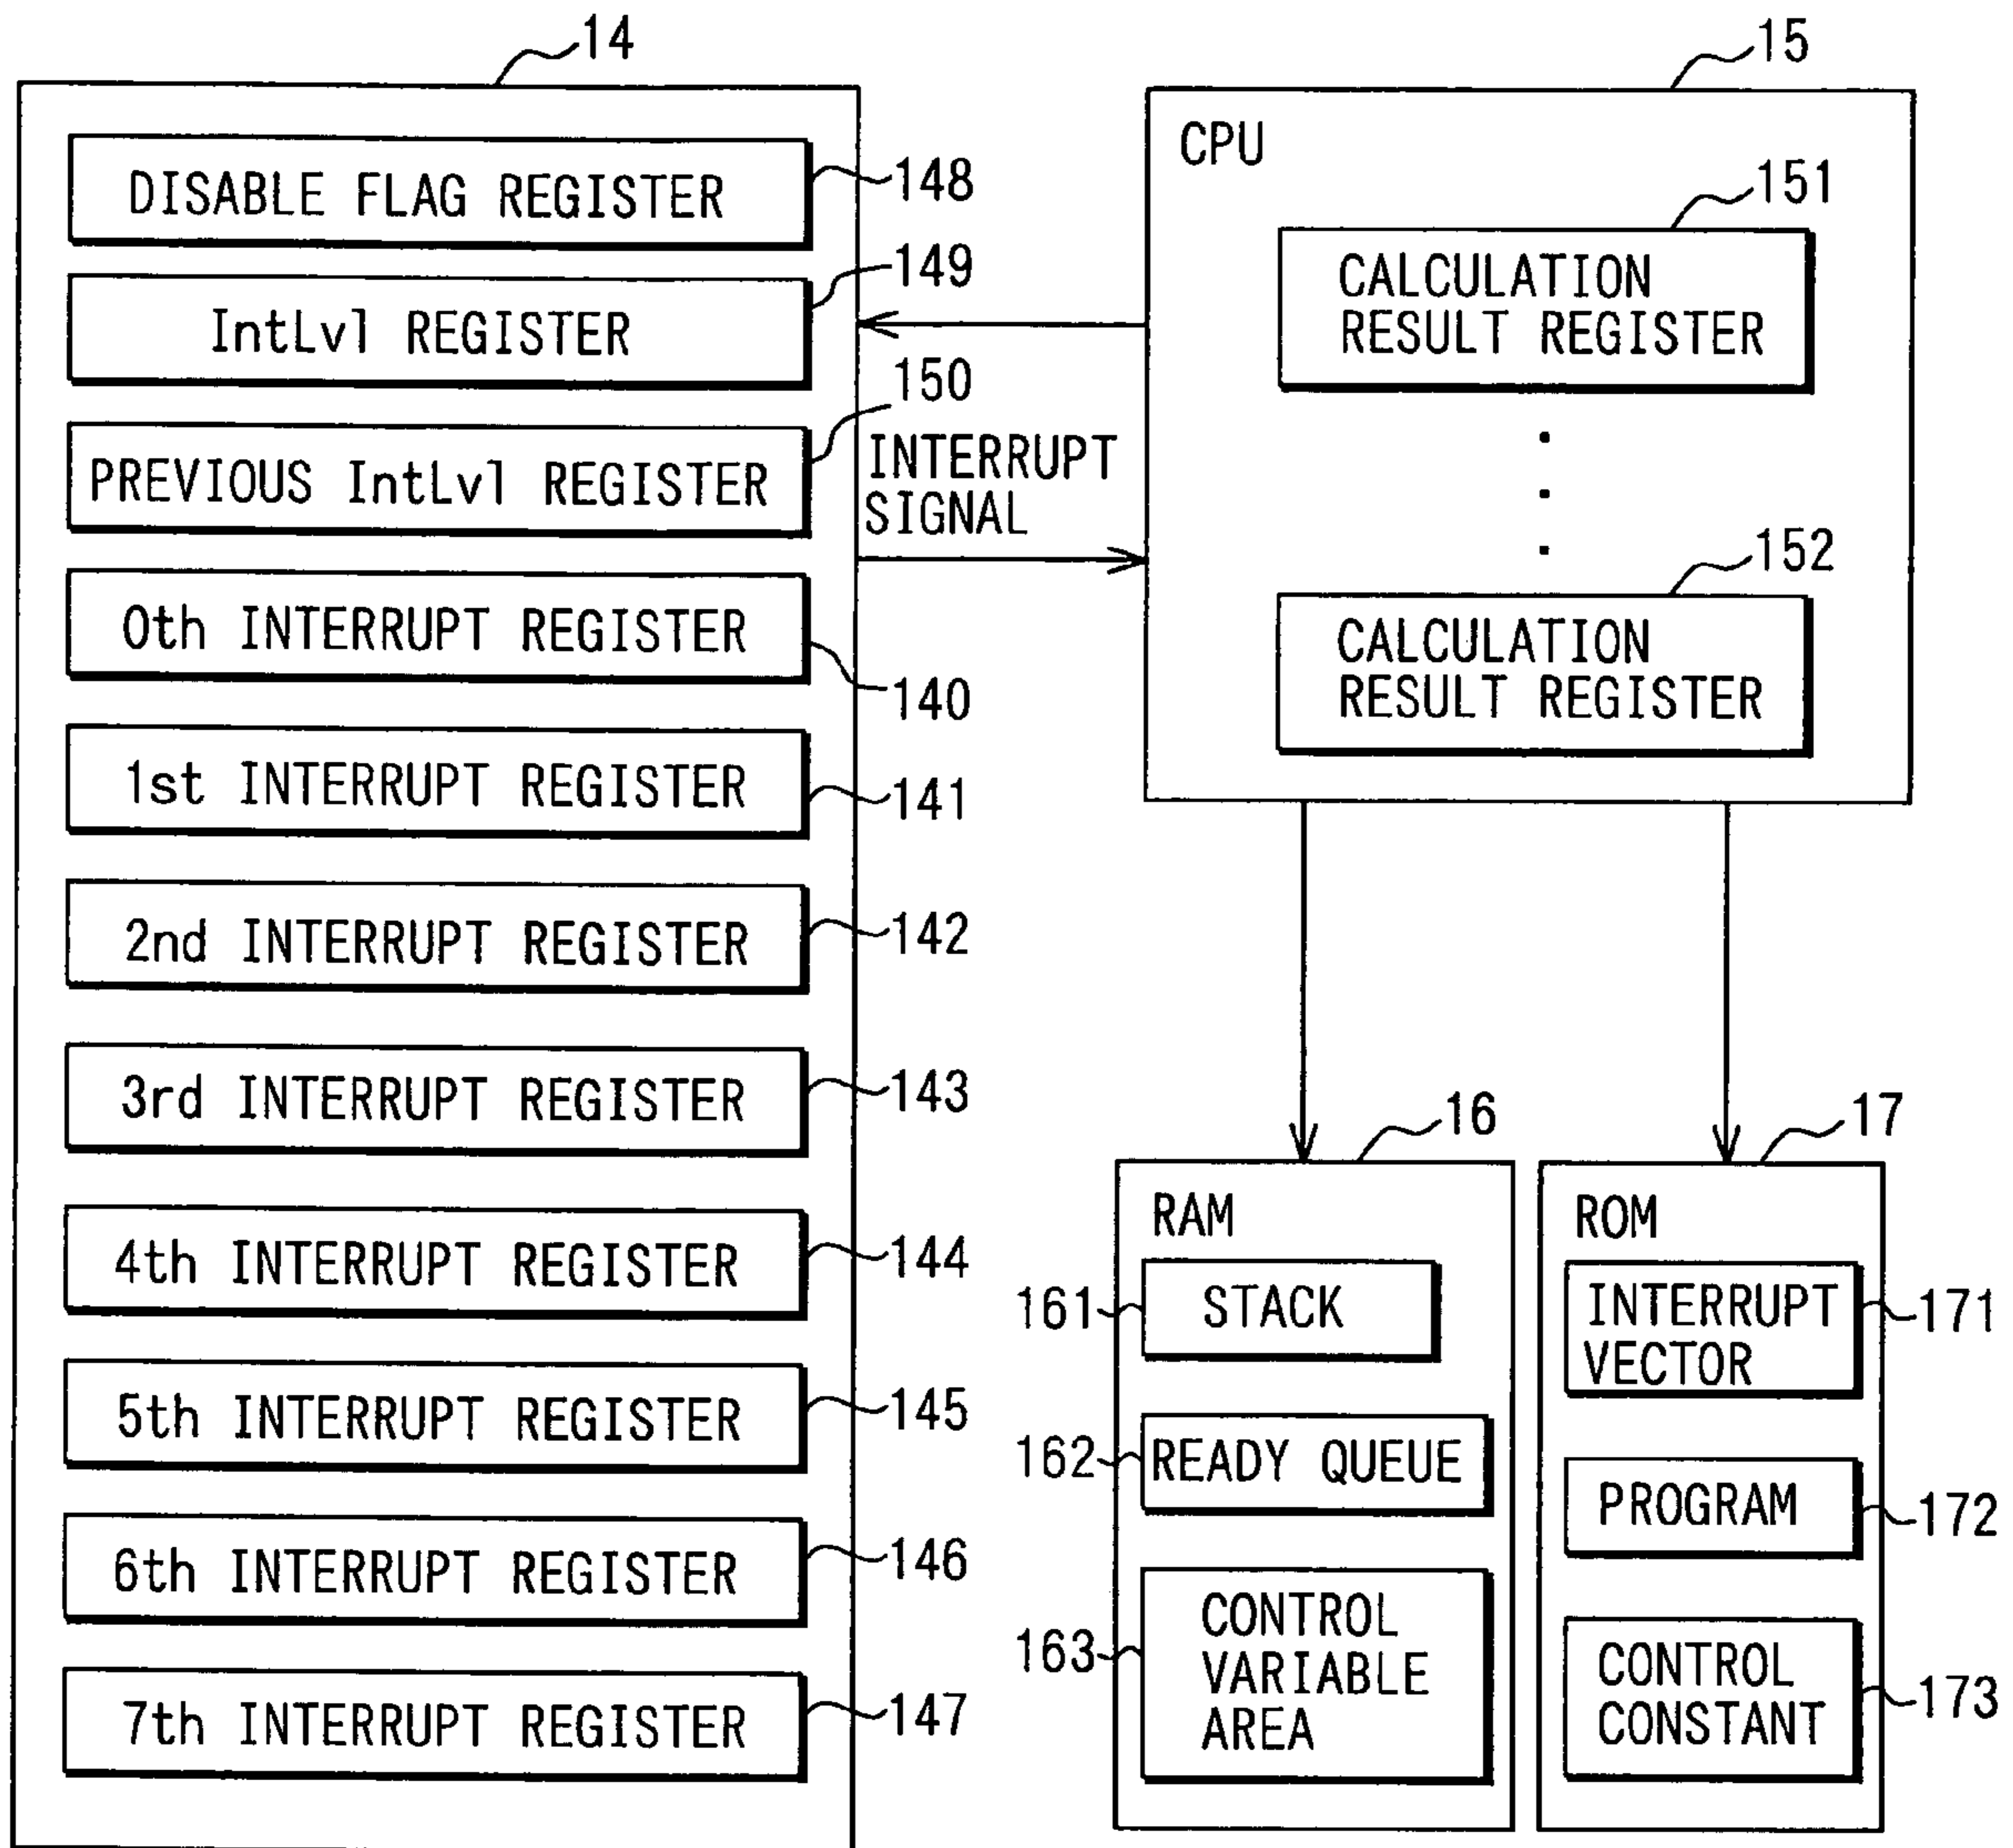 14
DISABLE FLAG REGISTER
148
IntLvl REGISTER
149
PREVIOUS IntLvl REGISTER
150
0th INTERRUPT REGISTER
140
1st INTERRUPT REGISTER
141
2nd INTERRUPT REGISTER
142
3rd INTERRUPT REGISTER
143
4th INTERRUPT REGISTER
144
5th INTERRUPT REGISTER
145
6th INTERRUPT REGISTER
146
7th INTERRUPT REGISTER
147
INTERRUPT
SIGNAL
15
CPU
151
CALCULATION
RESULT REGISTER
152
CALCULATION
RESULT REGISTER
16
RAM
161
STACK
162
READY QUEUE
163
CONTROL
VARIABLE
AREA
17
ROM
INTERRUPT
VECTOR
171
PROGRAM
172
CONTROL
CONSTANT
173